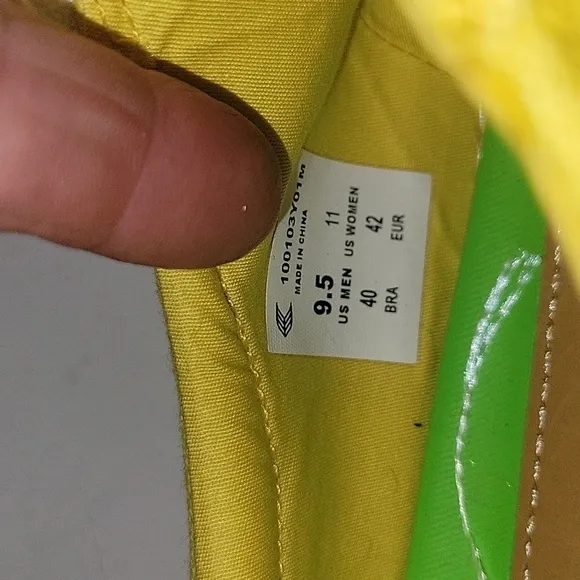 100103Y01M
MADE IN CHINA
9.5 11
US MEN US WOMEN
40 42
BRA EUR